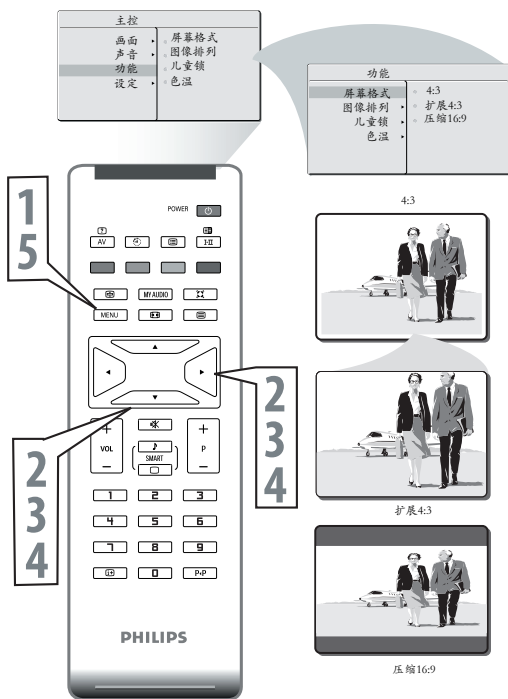 主控
画面
声音
功能
设定
屏幕格式
图像排列
儿童锁
色温
功能
屏幕格式
图像排列
儿童锁
色温
4:3
扩展4:3
压缩16:9
1
5
POWER
AV
I-II
MY AUDIO
MENU
2
3
4
2
3
4
+
VOL
−
SMART
+
P
−
1 2 3
4 5 6
7 8 9
i+ 0 P‹P
PHILIPS
4:3
扩展4:3
压缩16:9